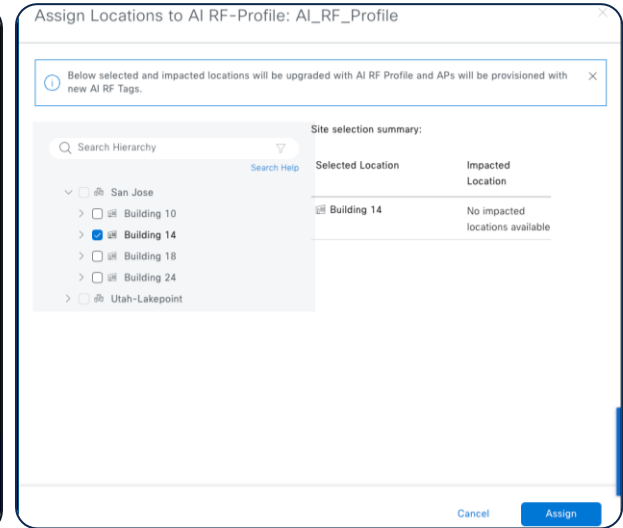 Assign Locations to AI RF-Profile: AI_RF_Profile
Below selected and impacted locations will be upgraded with AI RF Profile and APs will be provisioned with
new AI RF Tags.
Search Hierarchy
Search Help
San Jose
Building 10
Building 14
Building 18
Building 24
Utah-Lakepoint
Site selection summary:
Selected Location
Impacted
Location
Building 14
No impacted
locations available
Cancel
Assign